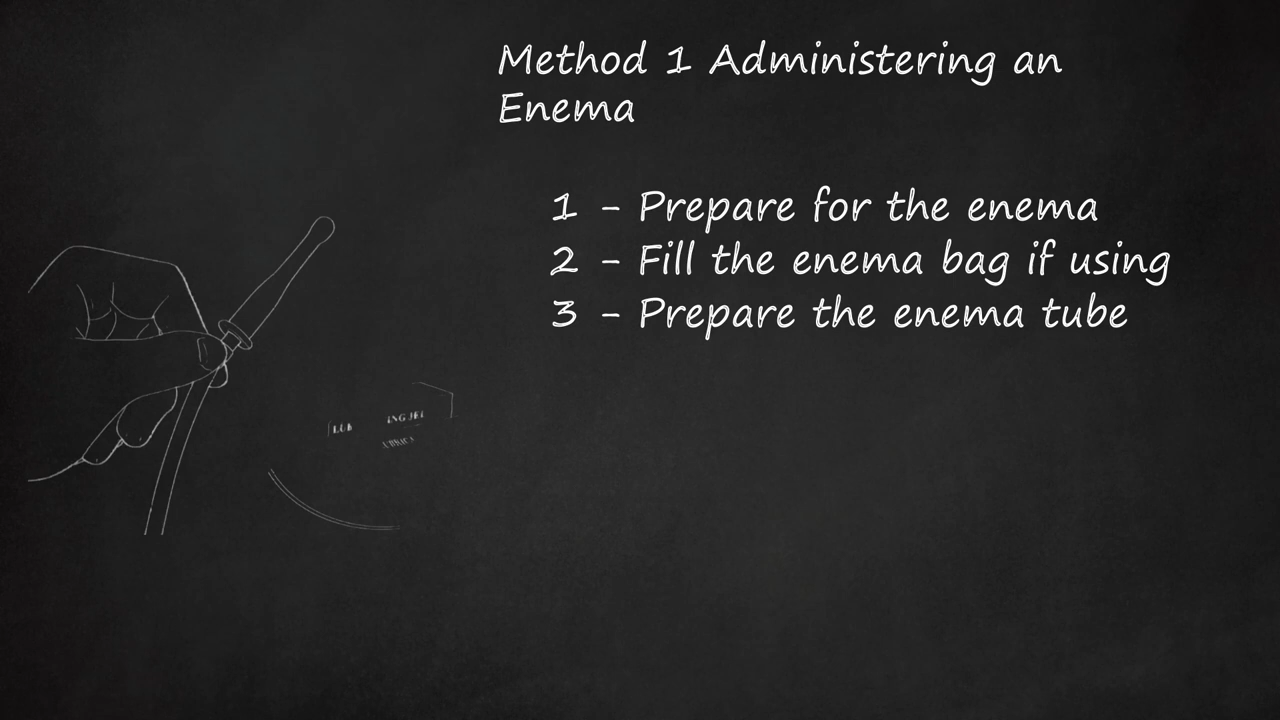 Method 1 Administering an
Enema
1 - Prepare for the enema
2 - Fill the enema bag if using
3 - Prepare the enema tube